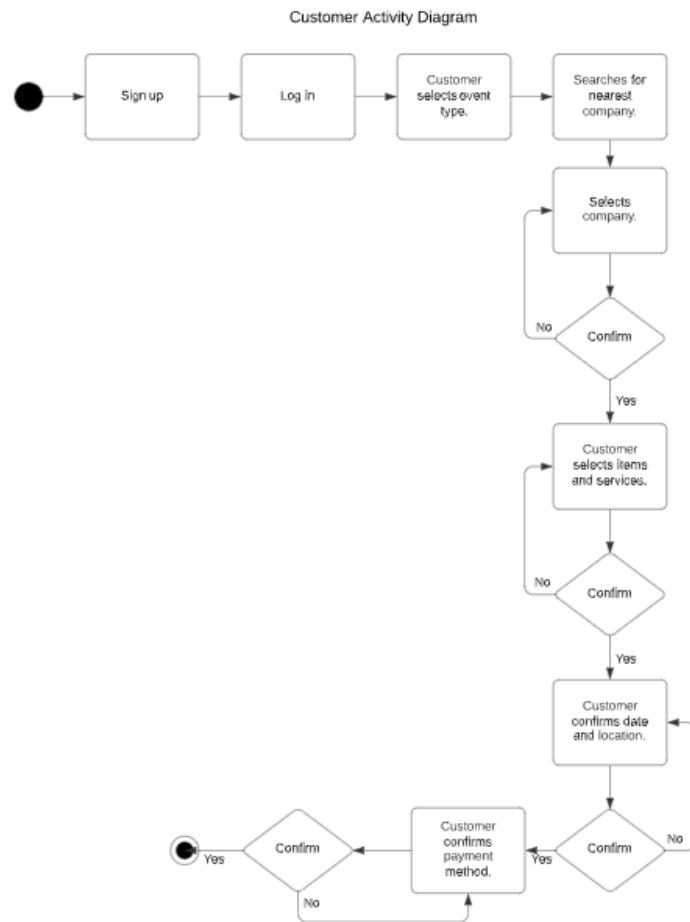 Customer Activity Diagram
Sign up
Log in
Customer
selects event
type.
Searches for
nearest
company.
Selects
company.
No
Confirm
Yes
Customer
selects items
and services.
No
Confirm
Yes
Customer
confirms date
and location.
Confirm
No
Yes
Customer
confirms
payment
method.
Confirm
Yes
No